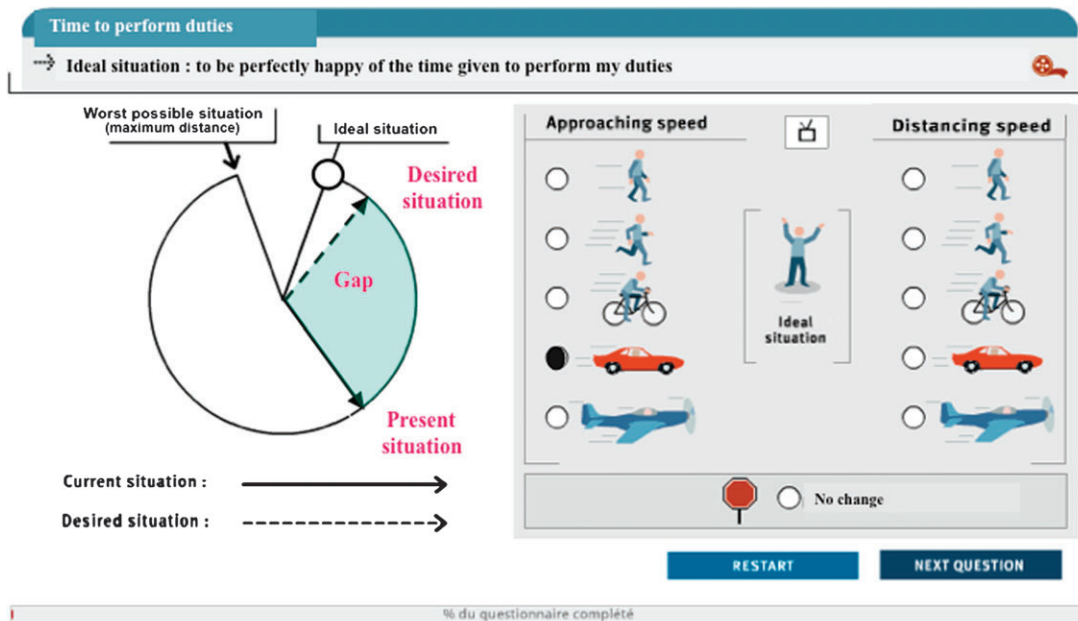 Time to perform duties
Ideal situation : to be perfectly happy of the time given to perform my duties
Worst possible situation
(maximum distance)
Ideal situation
Desired
situation
Gap
Present
situation
Current situation :
Desired situation :
Approaching speed
Distancing speed
Ideal
situation
No change
RESTART
NEXT QUESTION
% du questionnaire complété